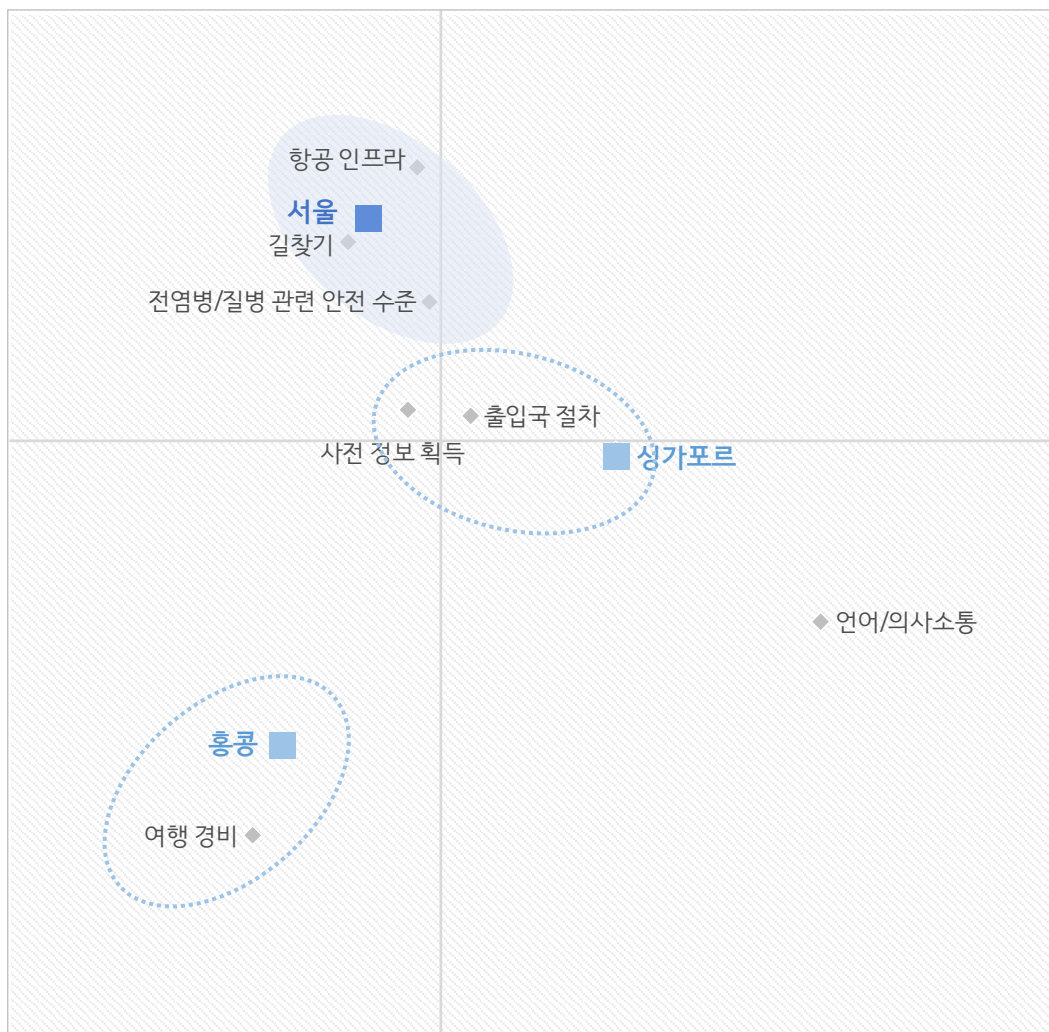 항공 인프라
서울
길찾기
전염병/질병 관련 안전 수준
출입국 절차
사전 정보 획득
싱가포르
언어/의사소통
홍콩
여행 경비